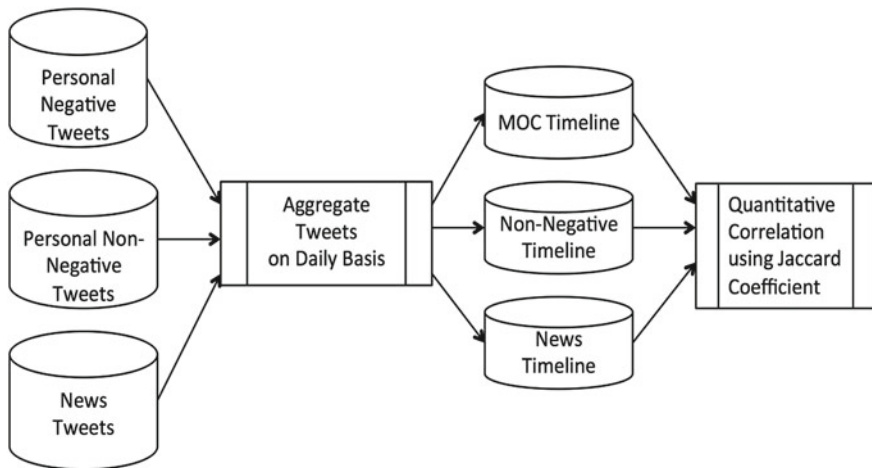 Personal
Negative
Tweets
Personal Non-
Negative
Tweets
News
Tweets
Aggregate
Tweets
on Daily Basis
MOC Timeline
Non-Negative
Timeline
News
Timeline
Quantitative
Correlation
using Jaccard
Coefficient